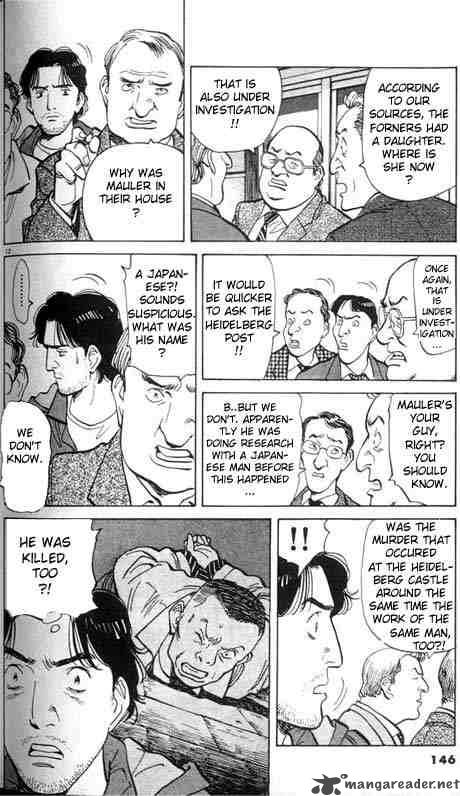 ACCORDING
TO OUR
SOURCES, THE
FORNERS HAD
A DAUGHTER.
WHERE IS
SHE NOW
?
THAT IS
ALSO UNDER
INVESTIGATION
!!
WHY WAS
MAULER IN
THEIR HOUSE
?
ONCE
AGAIN,
THAT IS
UNDER
INVEST-
IGATION
...
IT WOULD
BE QUICKER
TO ASK THE
HEIDELBERG
POST
!!
A JAPAN-
ESE?!
SOUNDS
SUSPICIOUS.
WHAT WAS
HIS NAME
?
........
MAULER'S
YOUR
GUY,
RIGHT?
YOU
SHOULD
KNOW.
B..BUT WE
DON'T. APPAREN-
TLY HE WAS
DOING RESEARCH
WITH A JAPAN-
ESE MAN BEFORE
THIS HAPPENED
...
WE
DON'T
KNOW.
WAS THE
MURDER THAT
OCCURED
AT THE HEIDEL-
BERG CASTLE
AROUND THE
SAME TIME
THE WORK OF
THE SAME MAN,
TOO?!
!!
HE WAS
KILLED,
TOO
?!
146
mangareader.net